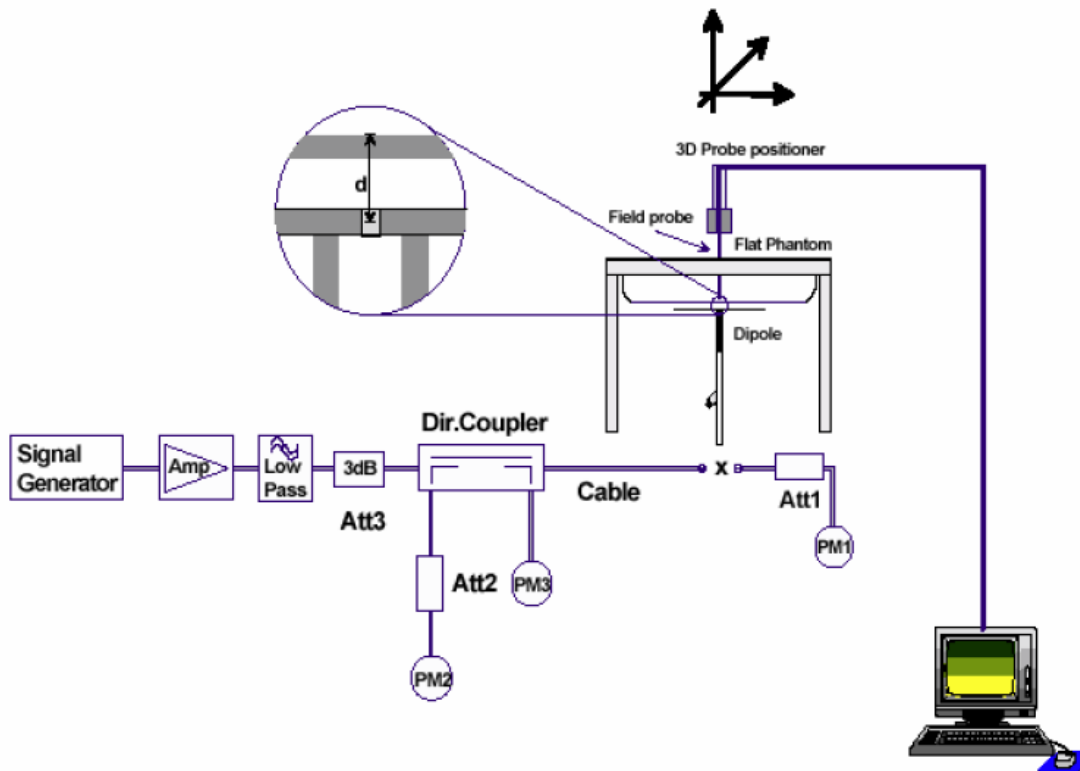 3D Probe positioner
d
Field probe
Flat Phantom
Dipole
Dir.Coupler
Signal
Generator
Amp
Low
Pass
3dB
x
Cable
Att1
Att3
PM1
Att2
PM3
PM2